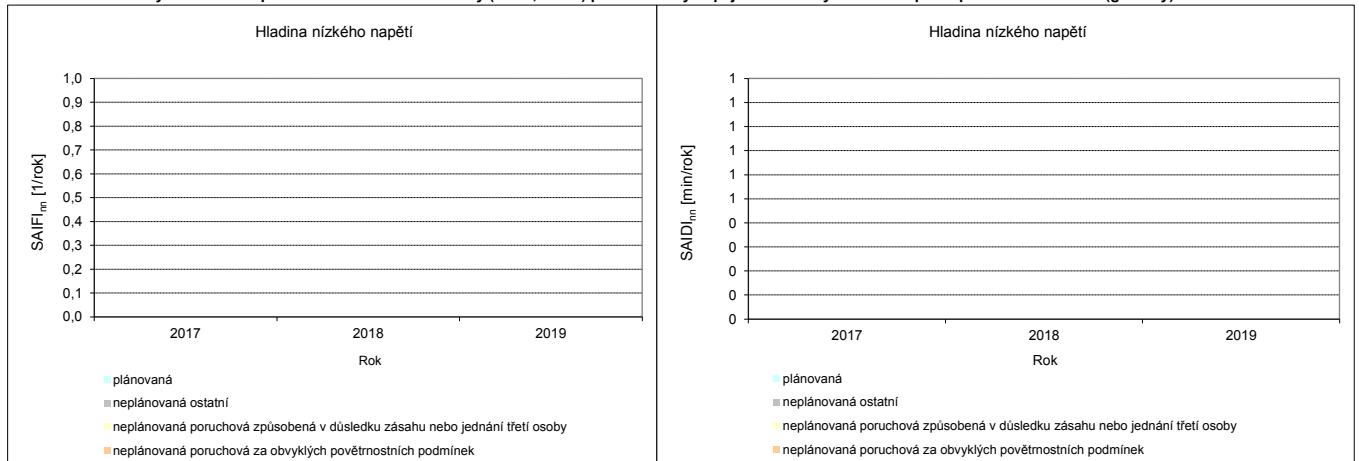 Hladina nízkého napětí
1,0
0,9
0,8
0,7
0,6
0,5
0,4
0,3
0,2
0,1
0,0
SAIFInn [1/rok]
2017 2018 2019
Rok
plánovaná
neplánovaná ostatní
neplánovaná poruchová způsobená v důsledku zásahu nebo jednání třetí osoby
neplánovaná poruchová za obvyklých povětrnostních podmínek
Hladina nízkého napětí
1
1
1
1
1
1
0
0
0
0
0
SAIDInn [min/rok]
2017 2018 2019
Rok
plánovaná
neplánovaná ostatní
neplánovaná poruchová způsobená v důsledku zásahu nebo jednání třetí osoby
neplánovaná poruchová za obvyklých povětrnostních podmínek